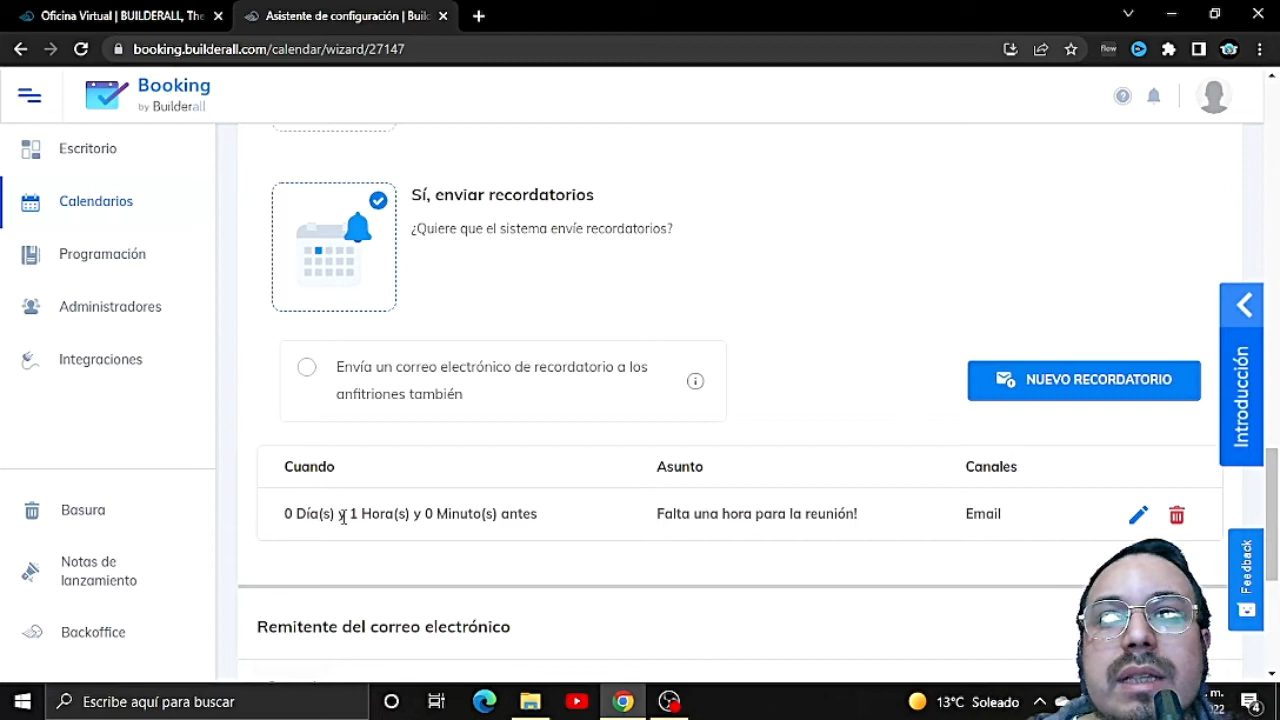 Oficina Virtual | BUILDERALL, The
Asistente de configuración | Buil
booking.builderall.com/calendar/wizard/27147
flow
Booking
by Builderall
Escritorio
Calendarios
Programación
Administradores
Integraciones
Basura
Notas de
lanzamiento
Backoffice
Sí, enviar recordatorios
¿Quiere que el sistema envíe recordatorios?
Envía un correo electrónico de recordatorio a los
anfitriones también
NUEVO RECORDATORIO
Cuando Asunto Canales
0 Día(s) y 1 Hora(s) y 0 Minuto(s) antes Falta una hora para la reunión! Email
Remitente del correo electrónico
Introducción
Feedback
Escribe aquí para buscar
13°C Soleado
4